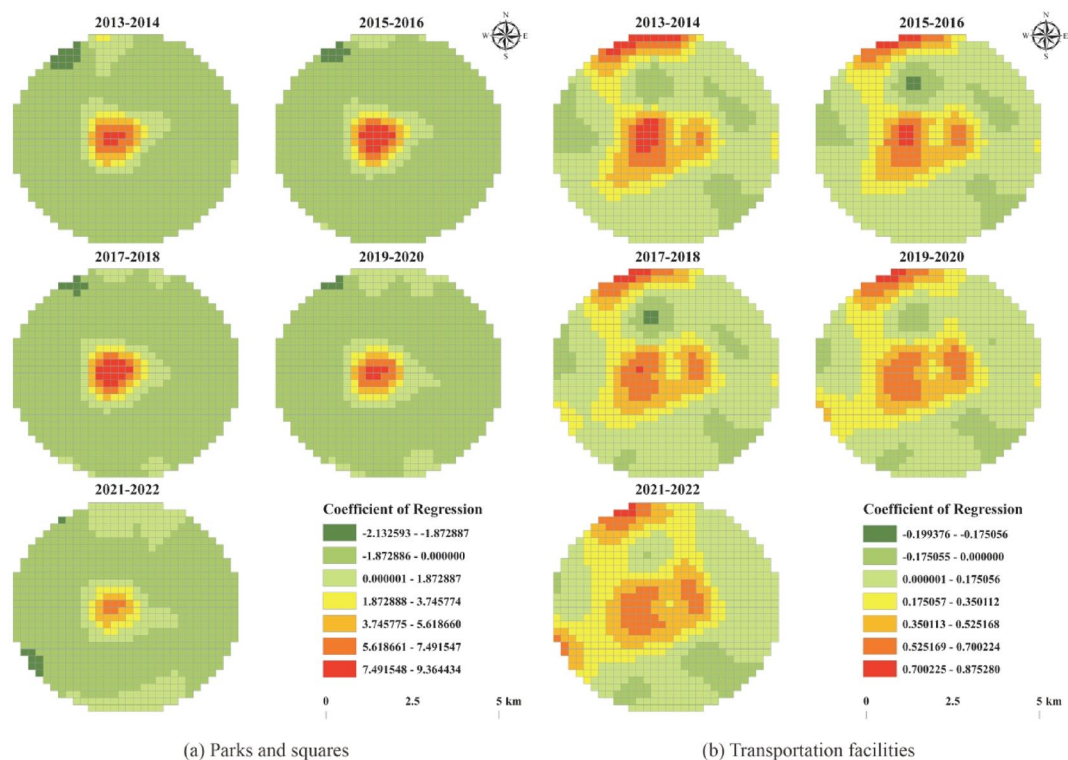 2013-2014
2015-2016
N
W E
S
2017-2018
2019-2020
2021-2022
Coefficient of Regression
-2.132593 - -1.872887
-1.872886 - 0.000000
0.000001 - 1.872887
1.872888 - 3.745774
3.745775 - 5.618660
5.618661 - 7.491547
7.491548 - 9.364434
0 2.5 5 km
(a) Parks and squares
2013-2014
2015-2016
N
W E
S
2017-2018
2019-2020
2021-2022
Coefficient of Regression
-0.199376 - -0.175056
-0.175055 - 0.000000
0.000001 - 0.175056
0.175057 - 0.350112
0.350113 - 0.525168
0.525169 - 0.700224
0.700225 - 0.875280
0 2.5 5 km
(b) Transportation facilities